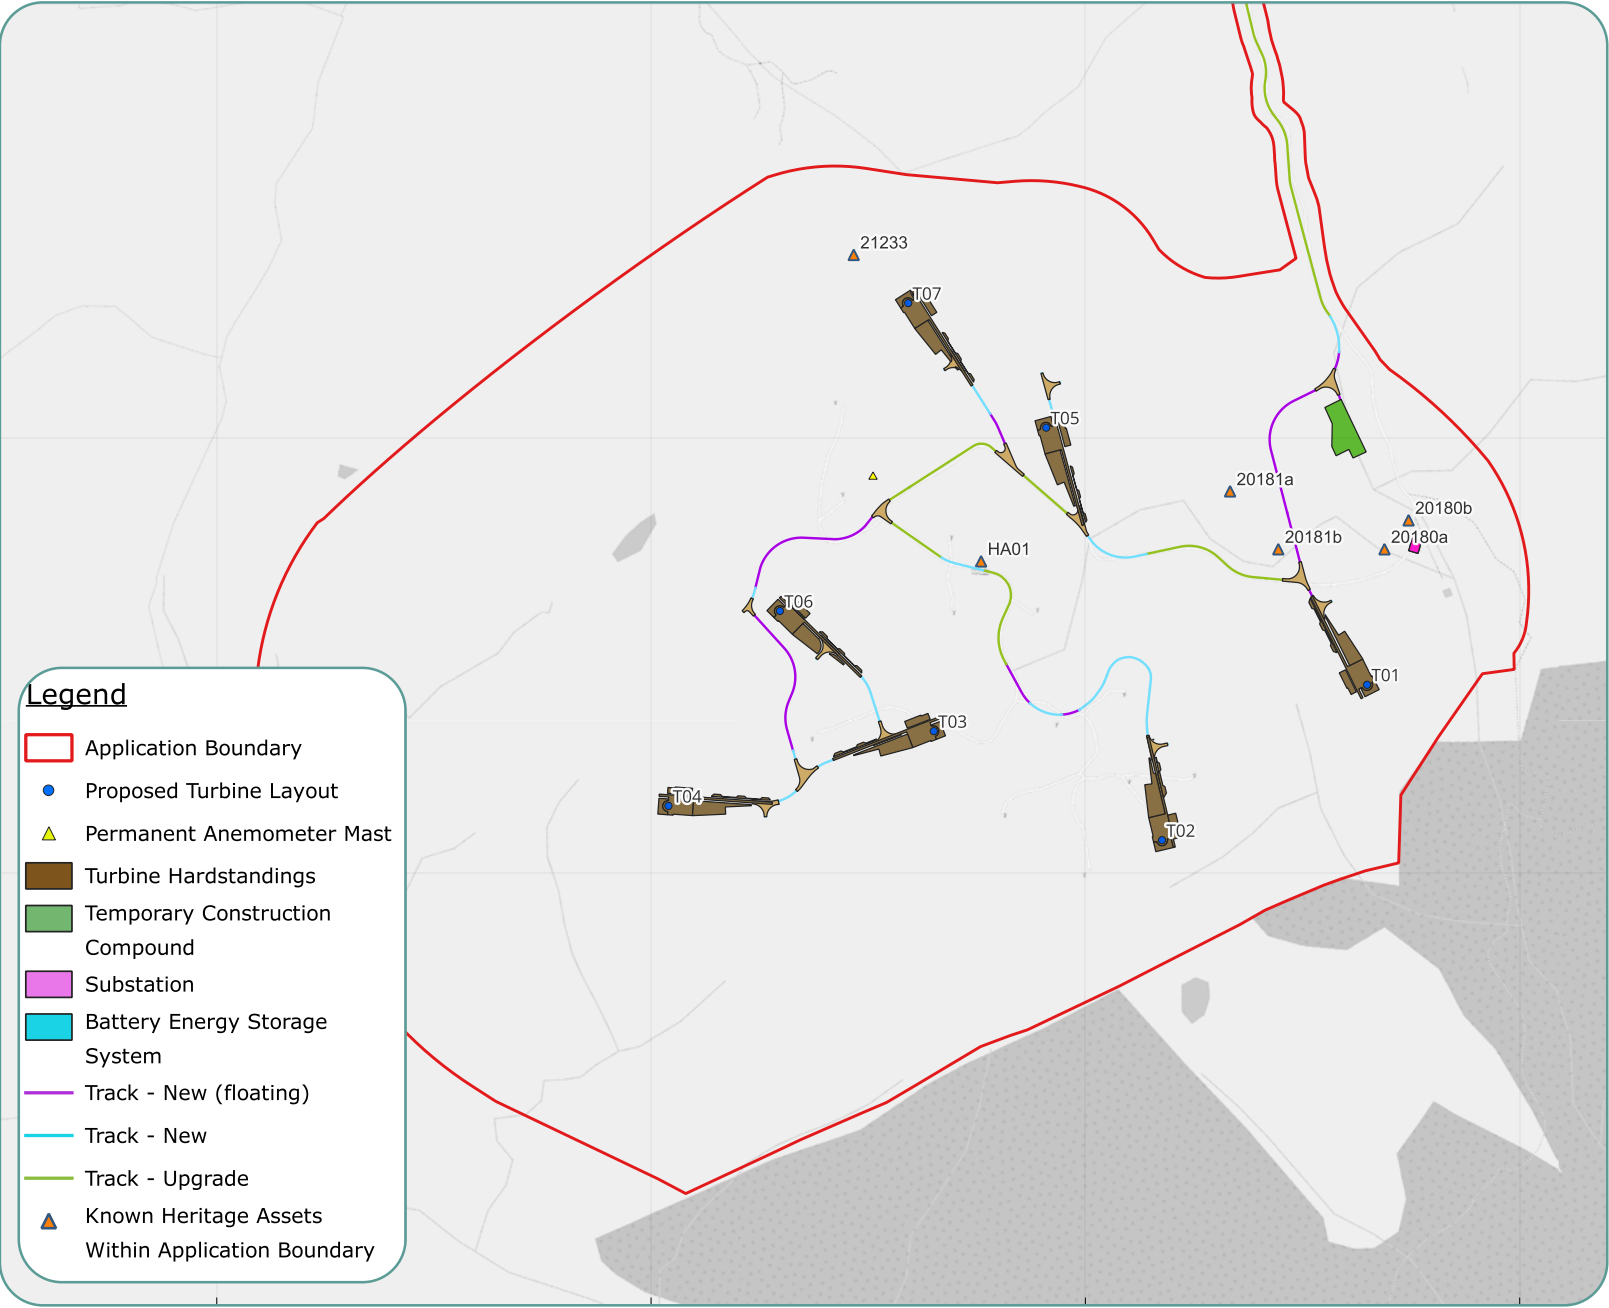 21233
T07
T05
20181a
20180b
20181b
20180a
HA01
T06
T01
T03
T04
T02
Legend
Application Boundary
Proposed Turbine Layout
Permanent Anemometer Mast
Turbine Hardstandings
Temporary Construction
Compound
Substation
Battery Energy Storage
System
Track - New (floating)
Track - New
Track - Upgrade
Known Heritage Assets
Within Application Boundary